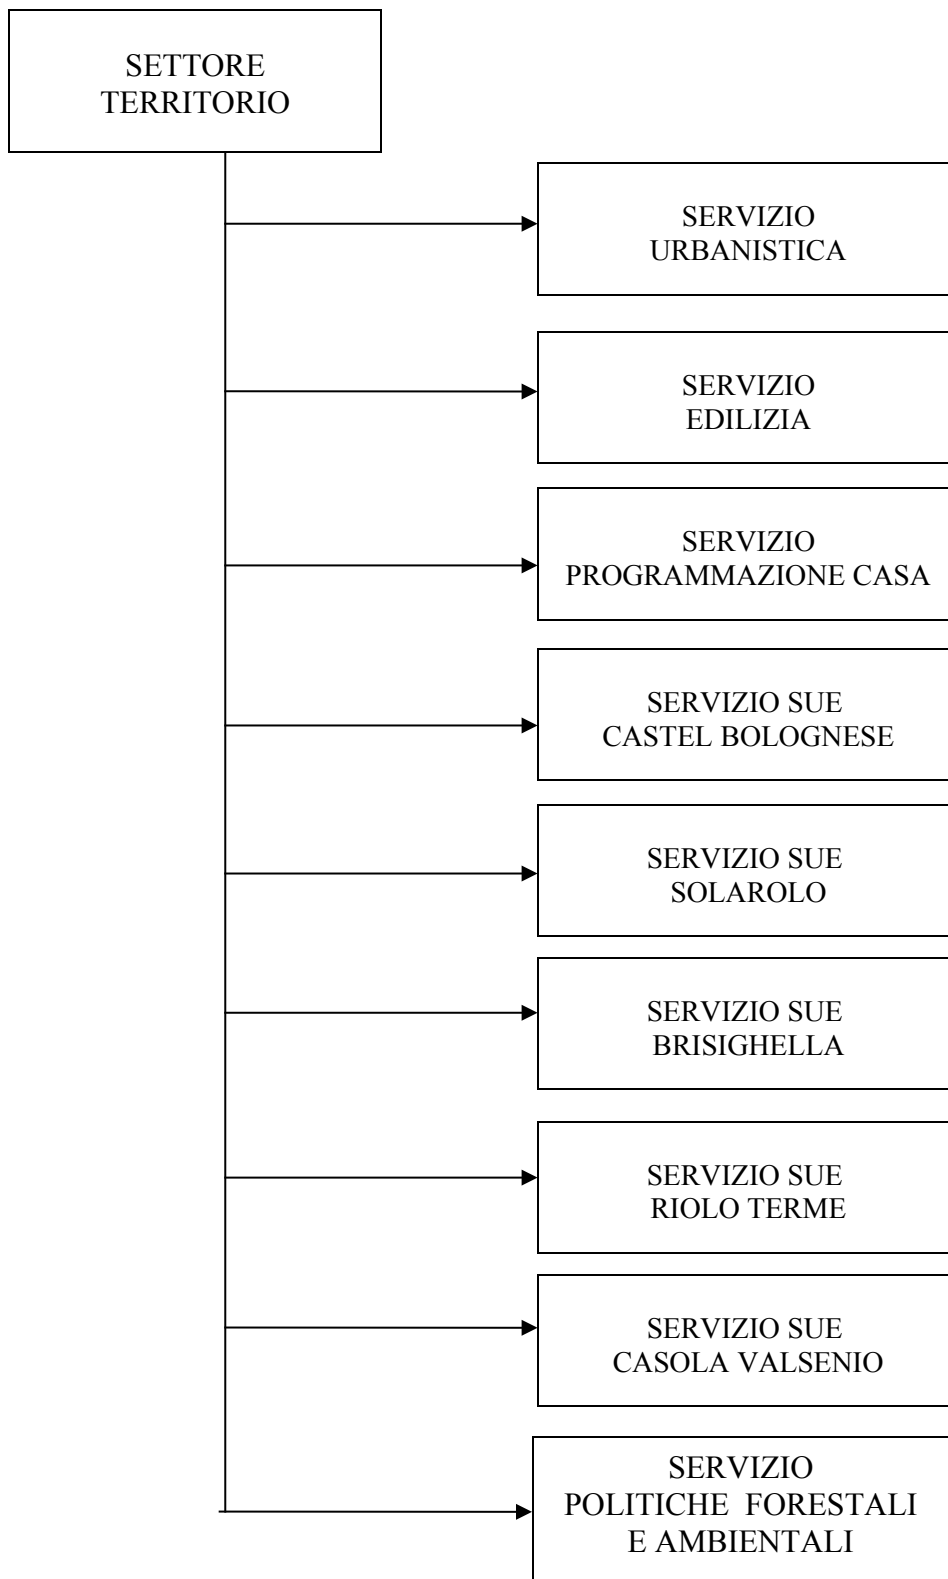 SETTORE
TERRITORIO
SERVIZIO
URBANISTICA
SERVIZIO
EDILIZIA
SERVIZIO
PROGRAMMAZIONE CASA
SERVIZIO SUE
CASTEL BOLOGNESE
SERVIZIO SUE
SOLAROLO
SERVIZIO SUE
BRISIGHELLA
SERVIZIO SUE
RIOLO TERME
SERVIZIO SUE
CASOLA VALSENIO
SERVIZIO
POLITICHE FORESTALI
E AMBIENTALI